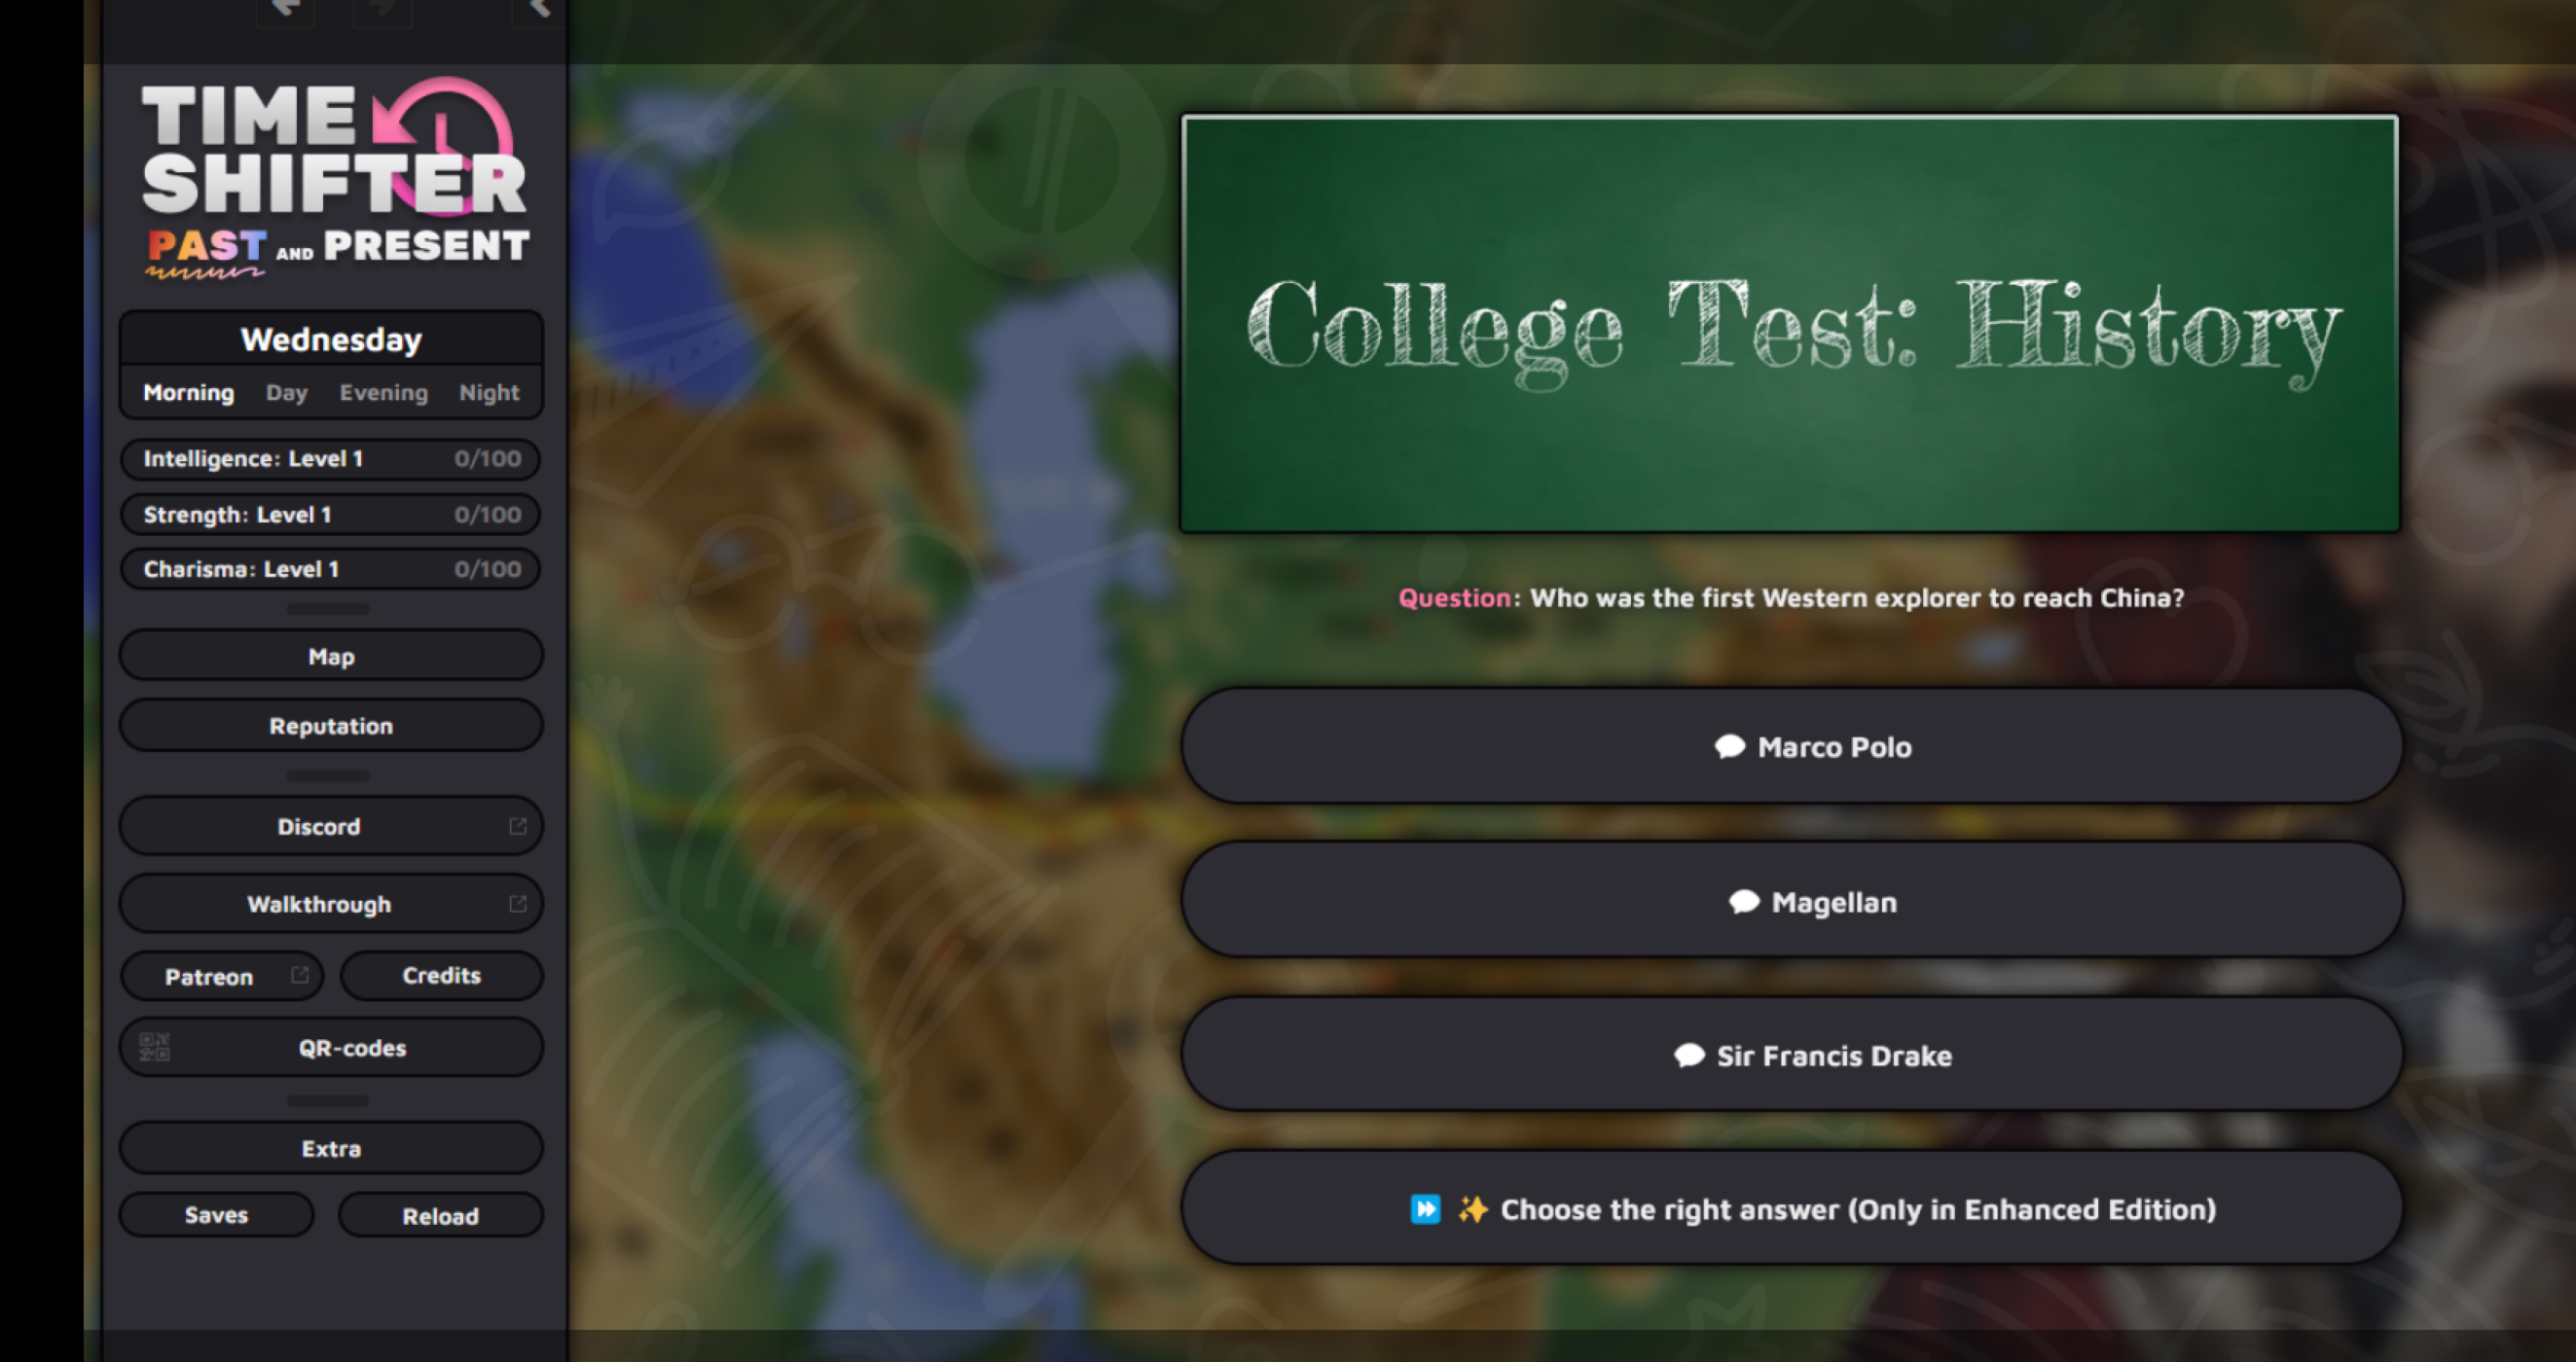 TIME
SHIFTER
PAST AND PRESENT
Wednesday
Morning Day Evening Night
Intelligence: Level 1 0/100
Strength: Level 1 0/100
Charisma: Level 1 0/100
Map
Reputation
Discord
Walkthrough
Patreon Credits
QR-codes
Extra
Saves Reload
College Test: History
Question: Who was the first Western explorer to reach China?
Marco Polo
Magellan
Sir Francis Drake
Choose the right answer (Only in Enhanced Edition)